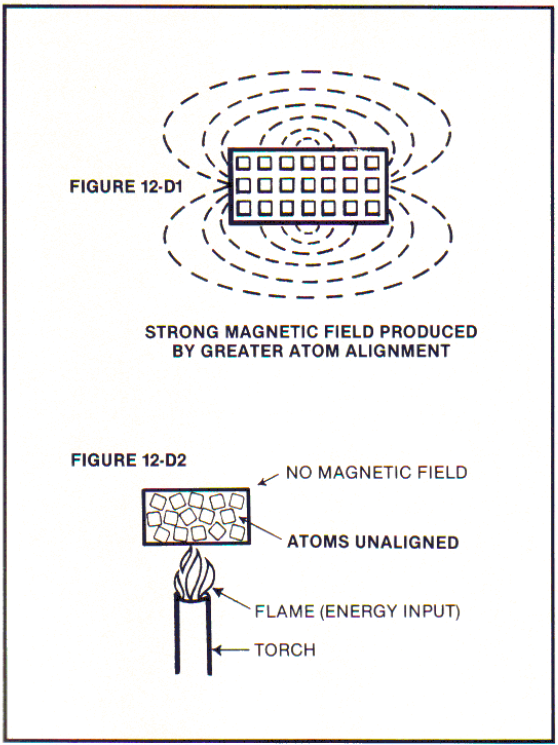 FIGURE 12-D1
STRONG MAGNETIC FIELD PRODUCED
BY GREATER ATOM ALIGNMENT
FIGURE 12-D2
NO MAGNETIC FIELD
ATOMS UNALIGNED
FLAME (ENERGY INPUT)
TORCH